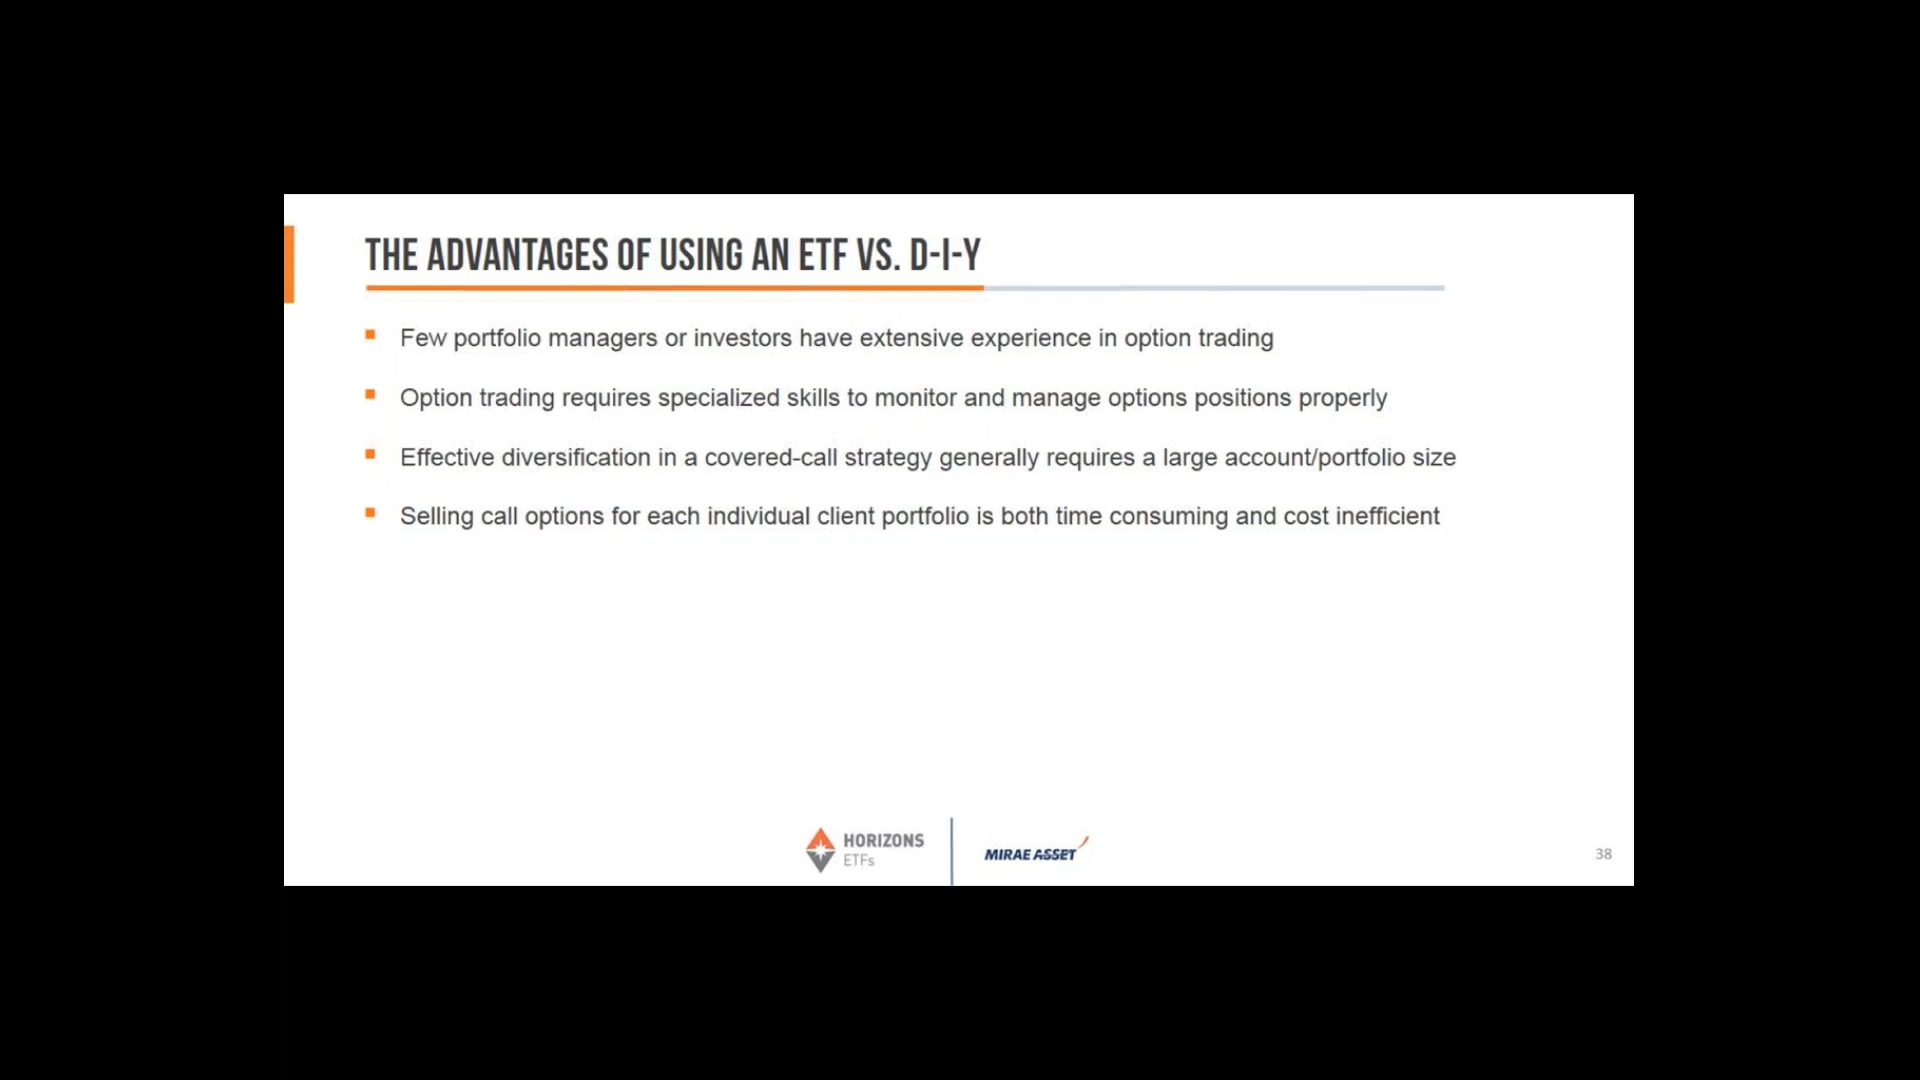 THE ADVANTAGES OF USING AN ETF VS. D-I-Y
Few portfolio managers or investors have extensive experience in option trading
Option trading requires specialized skills to monitor and manage options positions properly
Effective diversification in a covered-call strategy generally requires a large account/portfolio size
Selling call options for each individual client portfolio is both time consuming and cost inefficient
HORIZONS
ETFs
MIRAE ASSET
38